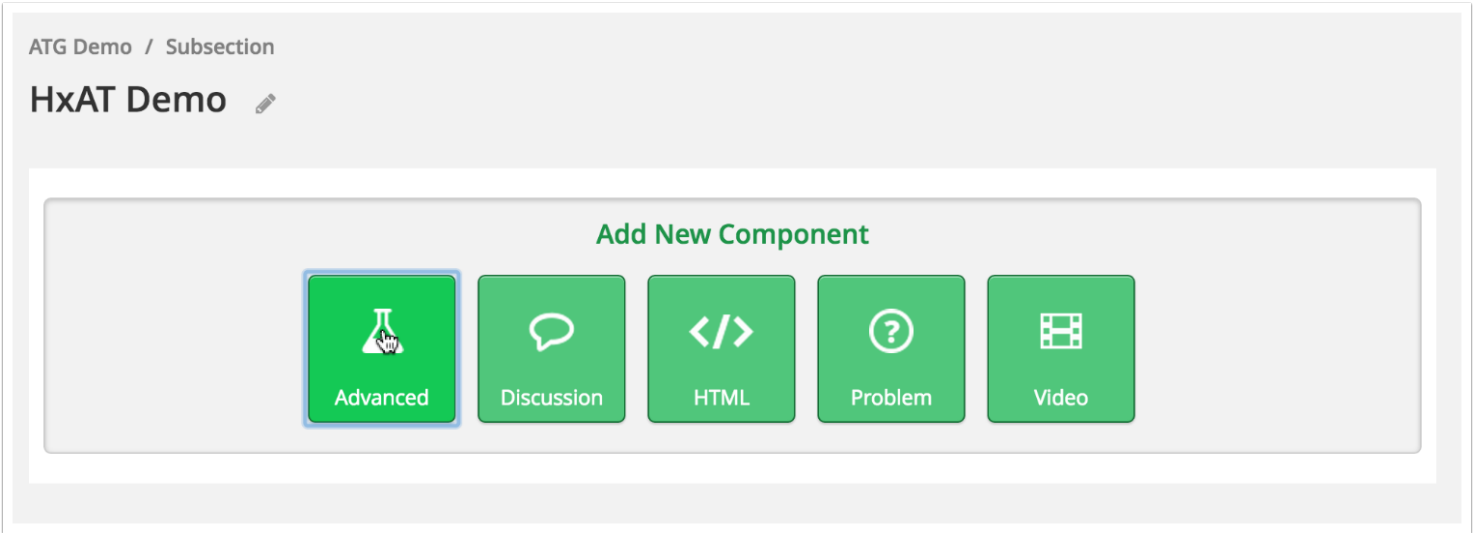 ATG Demo / Subsection
HxAT Demo
Add New Component
Advanced Discussion HTML Problem Video